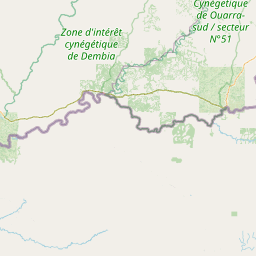 Zone d'intérêt
cynégétique
de Dembia
Cynégétique
de Ouarra-
sud / secteur
N°51